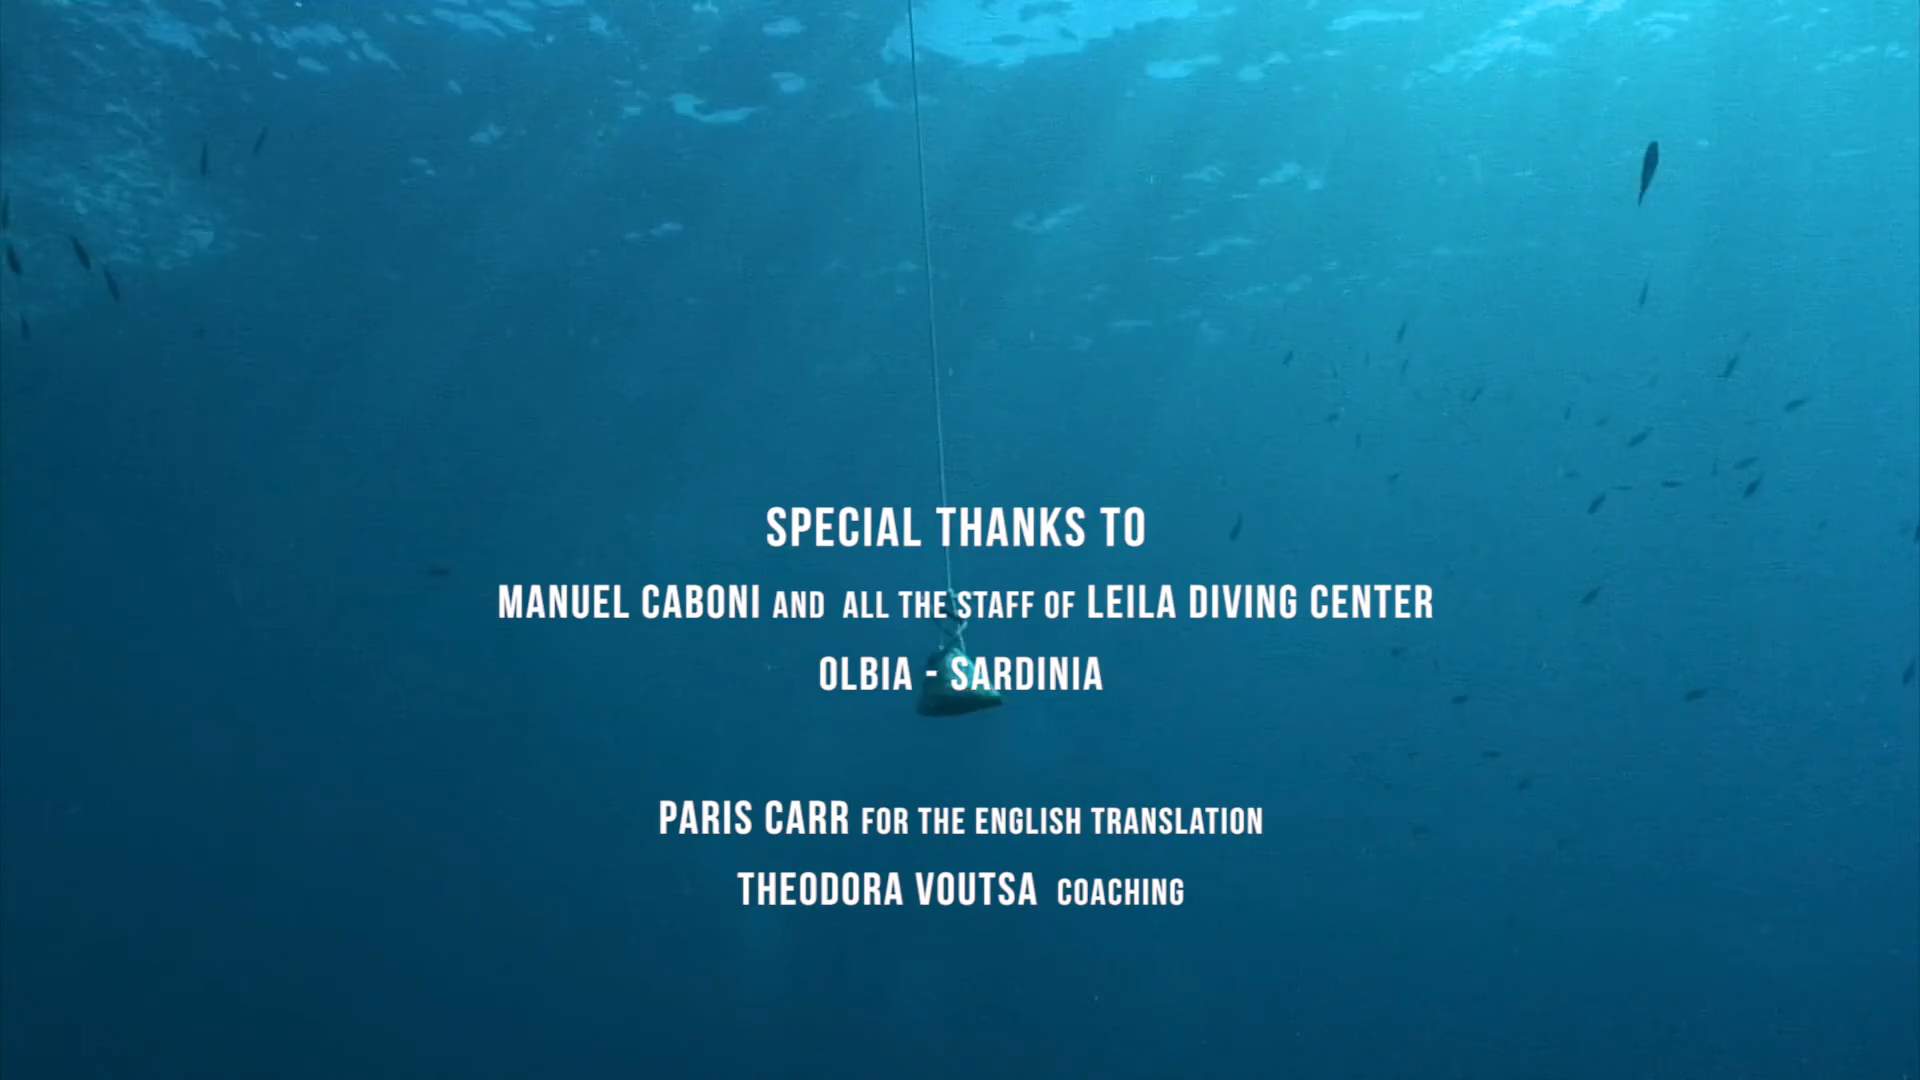 SPECIAL THANKS TO
MANUEL CABONI AND ALL THE STAFF OF LEILA DIVING CENTER
OLBIA - SARDINIA
PARIS CARR FOR THE ENGLISH TRANSLATION
THEODORA VOUTSA COACHING